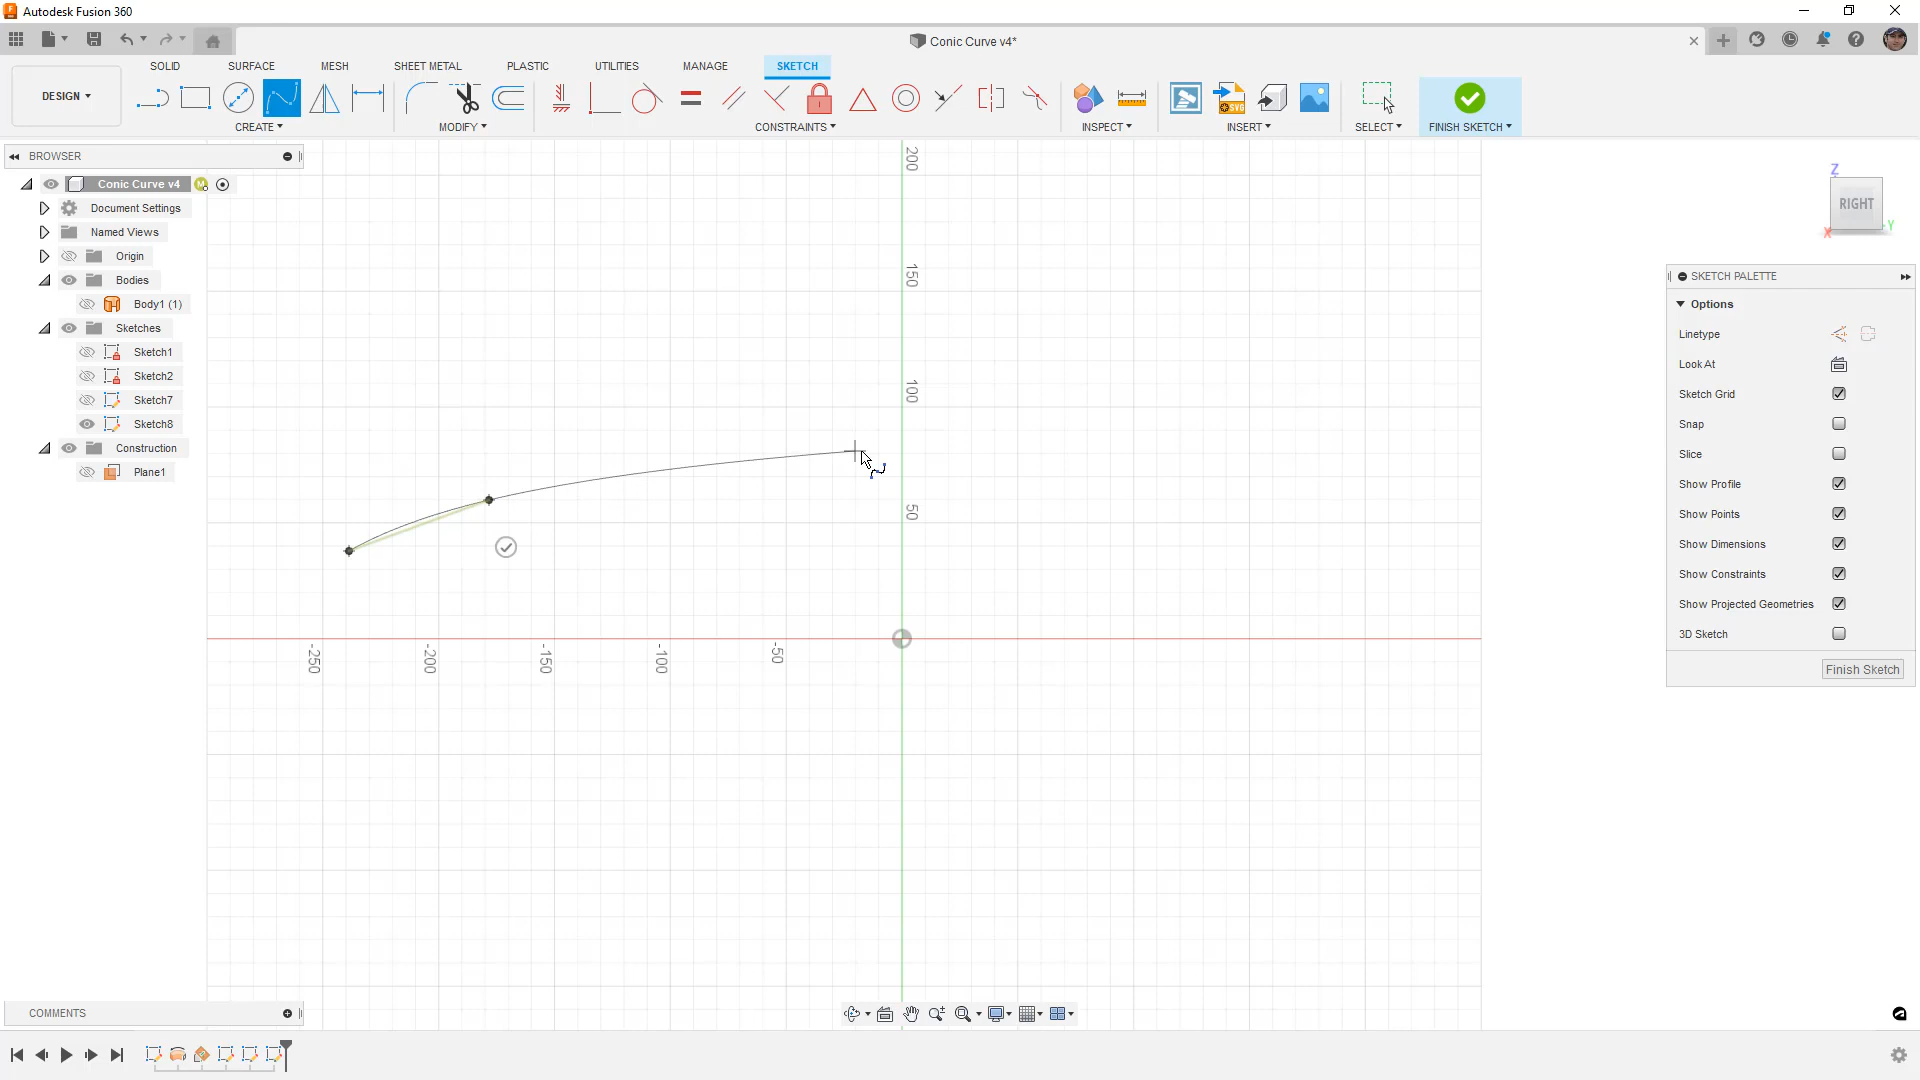 Autodesk Fusion 360
Conic Curve v4*
DESIGN
SOLID
SURFACE
MESH
SHEET METAL
PLASTIC
UTILITIES
MANAGE
SKETCH
CREATE
MODIFY
CONSTRAINTS
INSPECT
INSERT
SELECT
FINISH SKETCH
BROWSER
Conic Curve v4
Document Settings
Named Views
Origin
Bodies
Body1 (1)
Sketches
Sketch1
Sketch2
Sketch7
Sketch8
Construction
Plane1
200
150
100
50
-250
-200
-150
-100
-50
Z
RIGHT
X
Y
SKETCH PALETTE
Options
Linetype
Look At
Sketch Grid
Snap
Slice
Show Profile
Show Points
Show Dimensions
Show Constraints
Show Projected Geometries
3D Sketch
Finish Sketch
COMMENTS